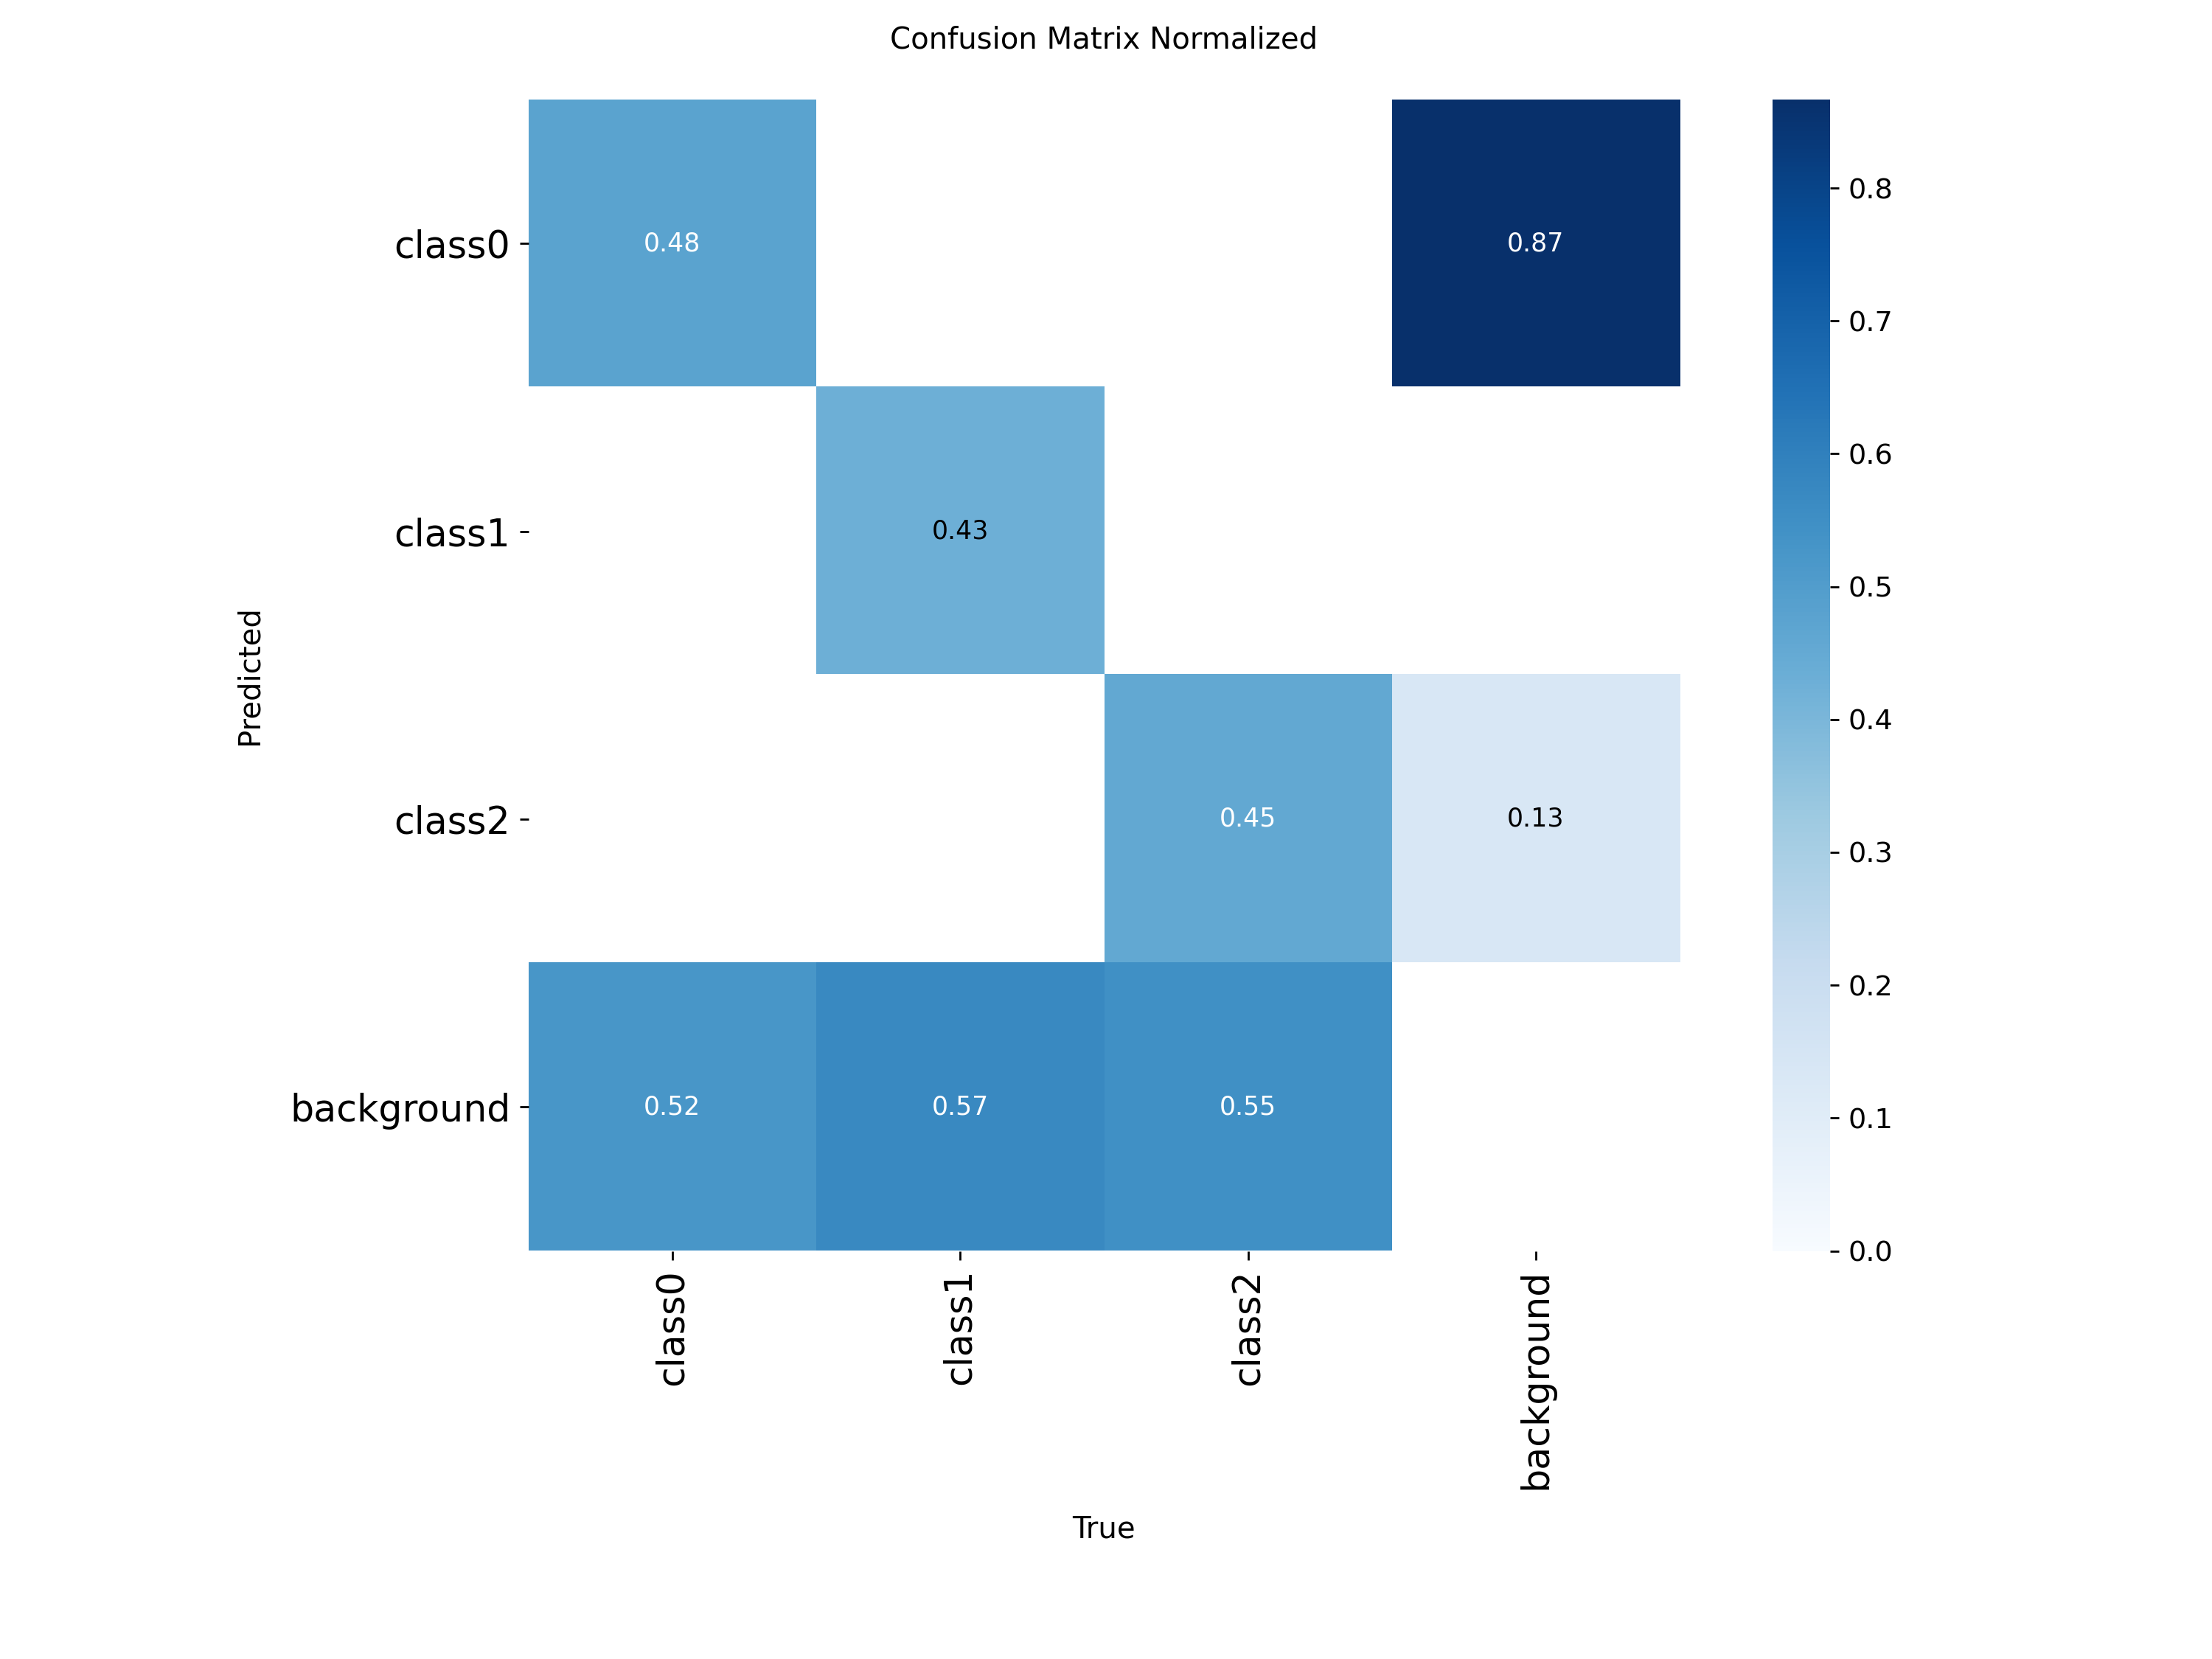 Confusion Matrix Normalized
class0
0.48
0.87
class1
0.43
class2
0.45
0.13
background
0.52
0.57
0.55
Predicted
class0
class1
class2
background
True
0.8
0.7
0.6
0.5
0.4
0.3
0.2
0.1
0.0